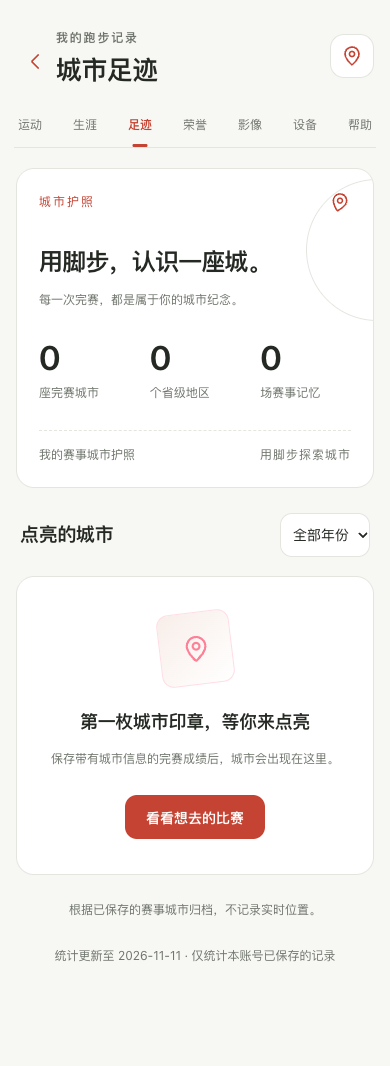 我的跑步记录
城市足迹
运动 生涯 足迹 荣誉 影像 设备 帮助
城市护照
用脚步，认识一座城。
每一次完赛，都是属于你的城市纪念。
0 0 0
座完赛城市 个省级地区 场赛事记忆
我的赛事城市护照 用脚步探索城市
点亮的城市 全部年份
第一枚城市印章，等你来点亮
保存带有城市信息的完赛成绩后，城市会出现在这里。
看看想去的比赛
根据已保存的赛事城市归档，不记录实时位置。
统计更新至 2026-11-11 · 仅统计本账号已保存的记录